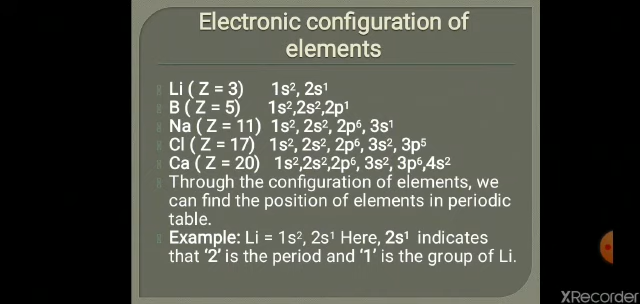 Electronic configuration of
elements
Li ( Z = 3) 1s², 2s¹
B ( Z = 5) 1s²,2s²,2p¹
Na ( Z = 11) 1s², 2s², 2p⁶, 3s¹
Cl ( Z = 17) 1s², 2s², 2p⁶, 3s², 3p⁵
Ca ( Z = 20) 1s²,2s²,2p⁶, 3s², 3p⁶,4s²
Through the configuration of elements, we
can find the position of elements in periodic
table.
Example: Li = 1s², 2s¹ Here, 2s¹ indicates
that ‘2’ is the period and ‘1’ is the group of Li.
XRecorder